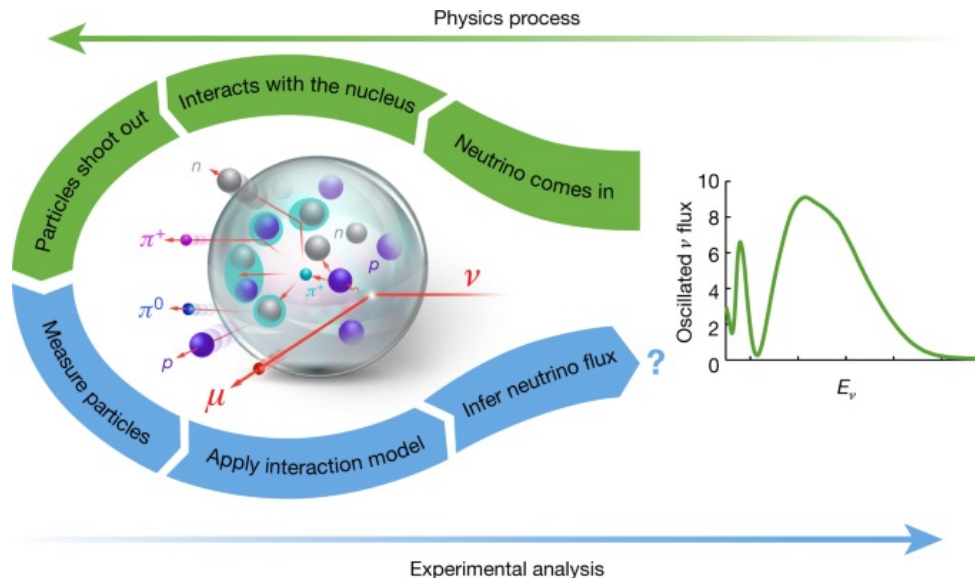 Physics process
Interacts with the nucleus
Particles shoot out
Neutrino comes in
n
π⁺
π⁰
p
μ
n
p
π⁺
ν
Measure particles
Apply interaction model
Infer neutrino flux
?
Oscillated ν flux
10
8
6
4
2
0
E_ν
Experimental analysis